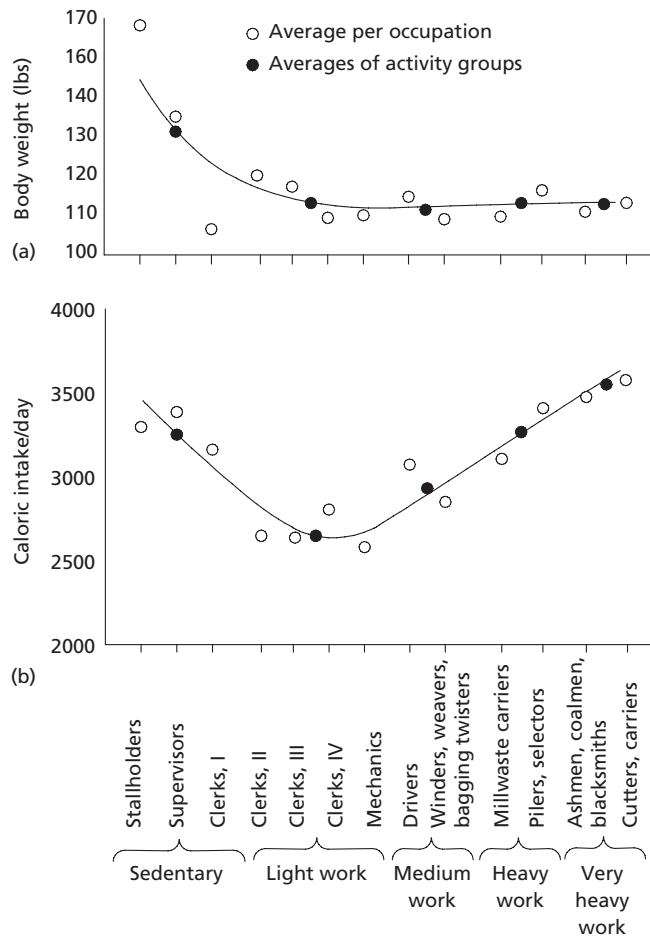 170
160
150
140
130
120
110
100
Body weight (lbs)
Average per occupation
Averages of activity groups
(a)
4000
3500
3000
2500
2000
Caloric intake/day
(b)
Stallholders
Supervisors
Clerks, I
Clerks, II
Clerks, III
Clerks, IV
Mechanics
Drivers
Winders, weavers,
bagging twisters
Millwaste carriers
Pilers, selectors
Ashmen, coalmen,
blacksmiths
Cutters, carriers
Sedentary
Light work
Medium
work
Heavy
work
Very
heavy
work